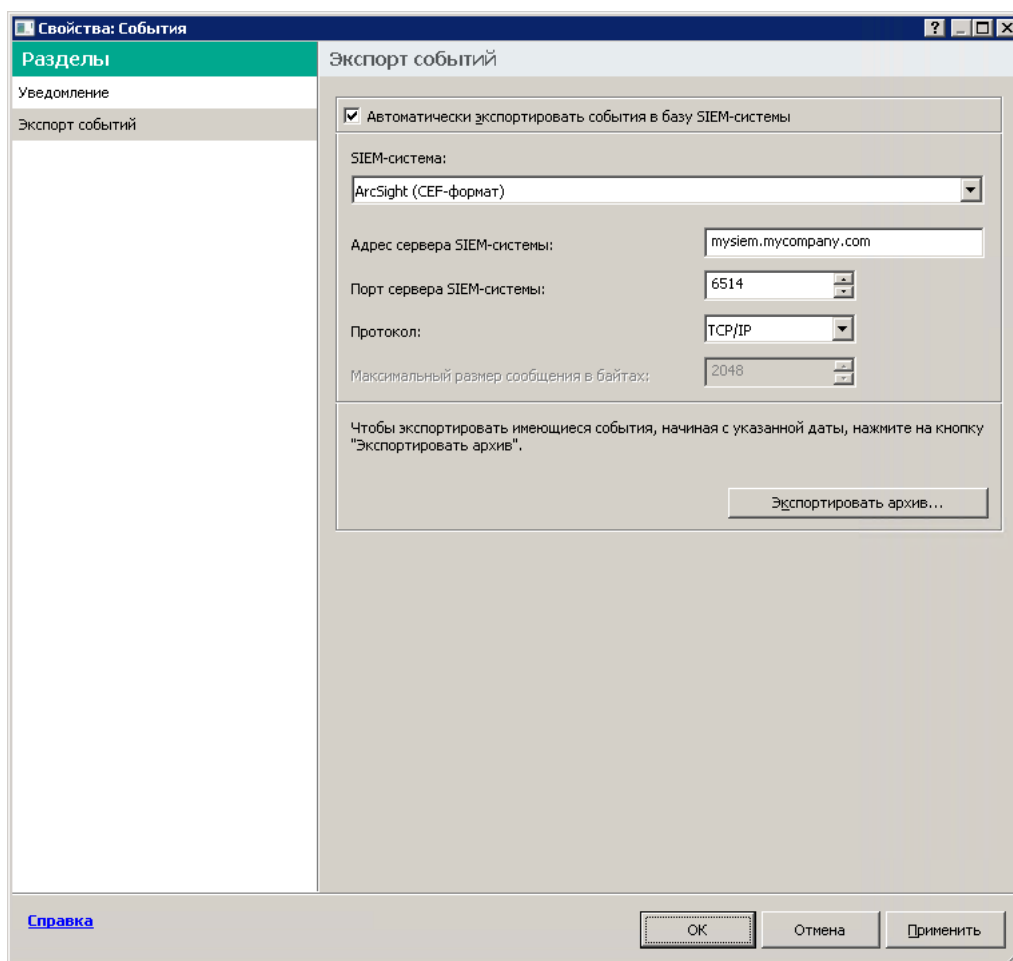 Свойства: События
Разделы
Уведомление
Экспорт событий
Экспорт событий
Автоматически экспортировать события в базу SIEM-системы
SIEM-система:
ArcSight (CEF-формат)
Адрес сервера SIEM-системы:
mysiem.mycompany.com
Порт сервера SIEM-системы:
6514
Протокол:
TCP/IP
Максимальный размер сообщения в байтах:
2048
Чтобы экспортировать имеющиеся события, начиная с указанной даты, нажмите на кнопку
"Экспортировать архив".
Экспортировать архив...
Справка
ОК
Отмена
Применить